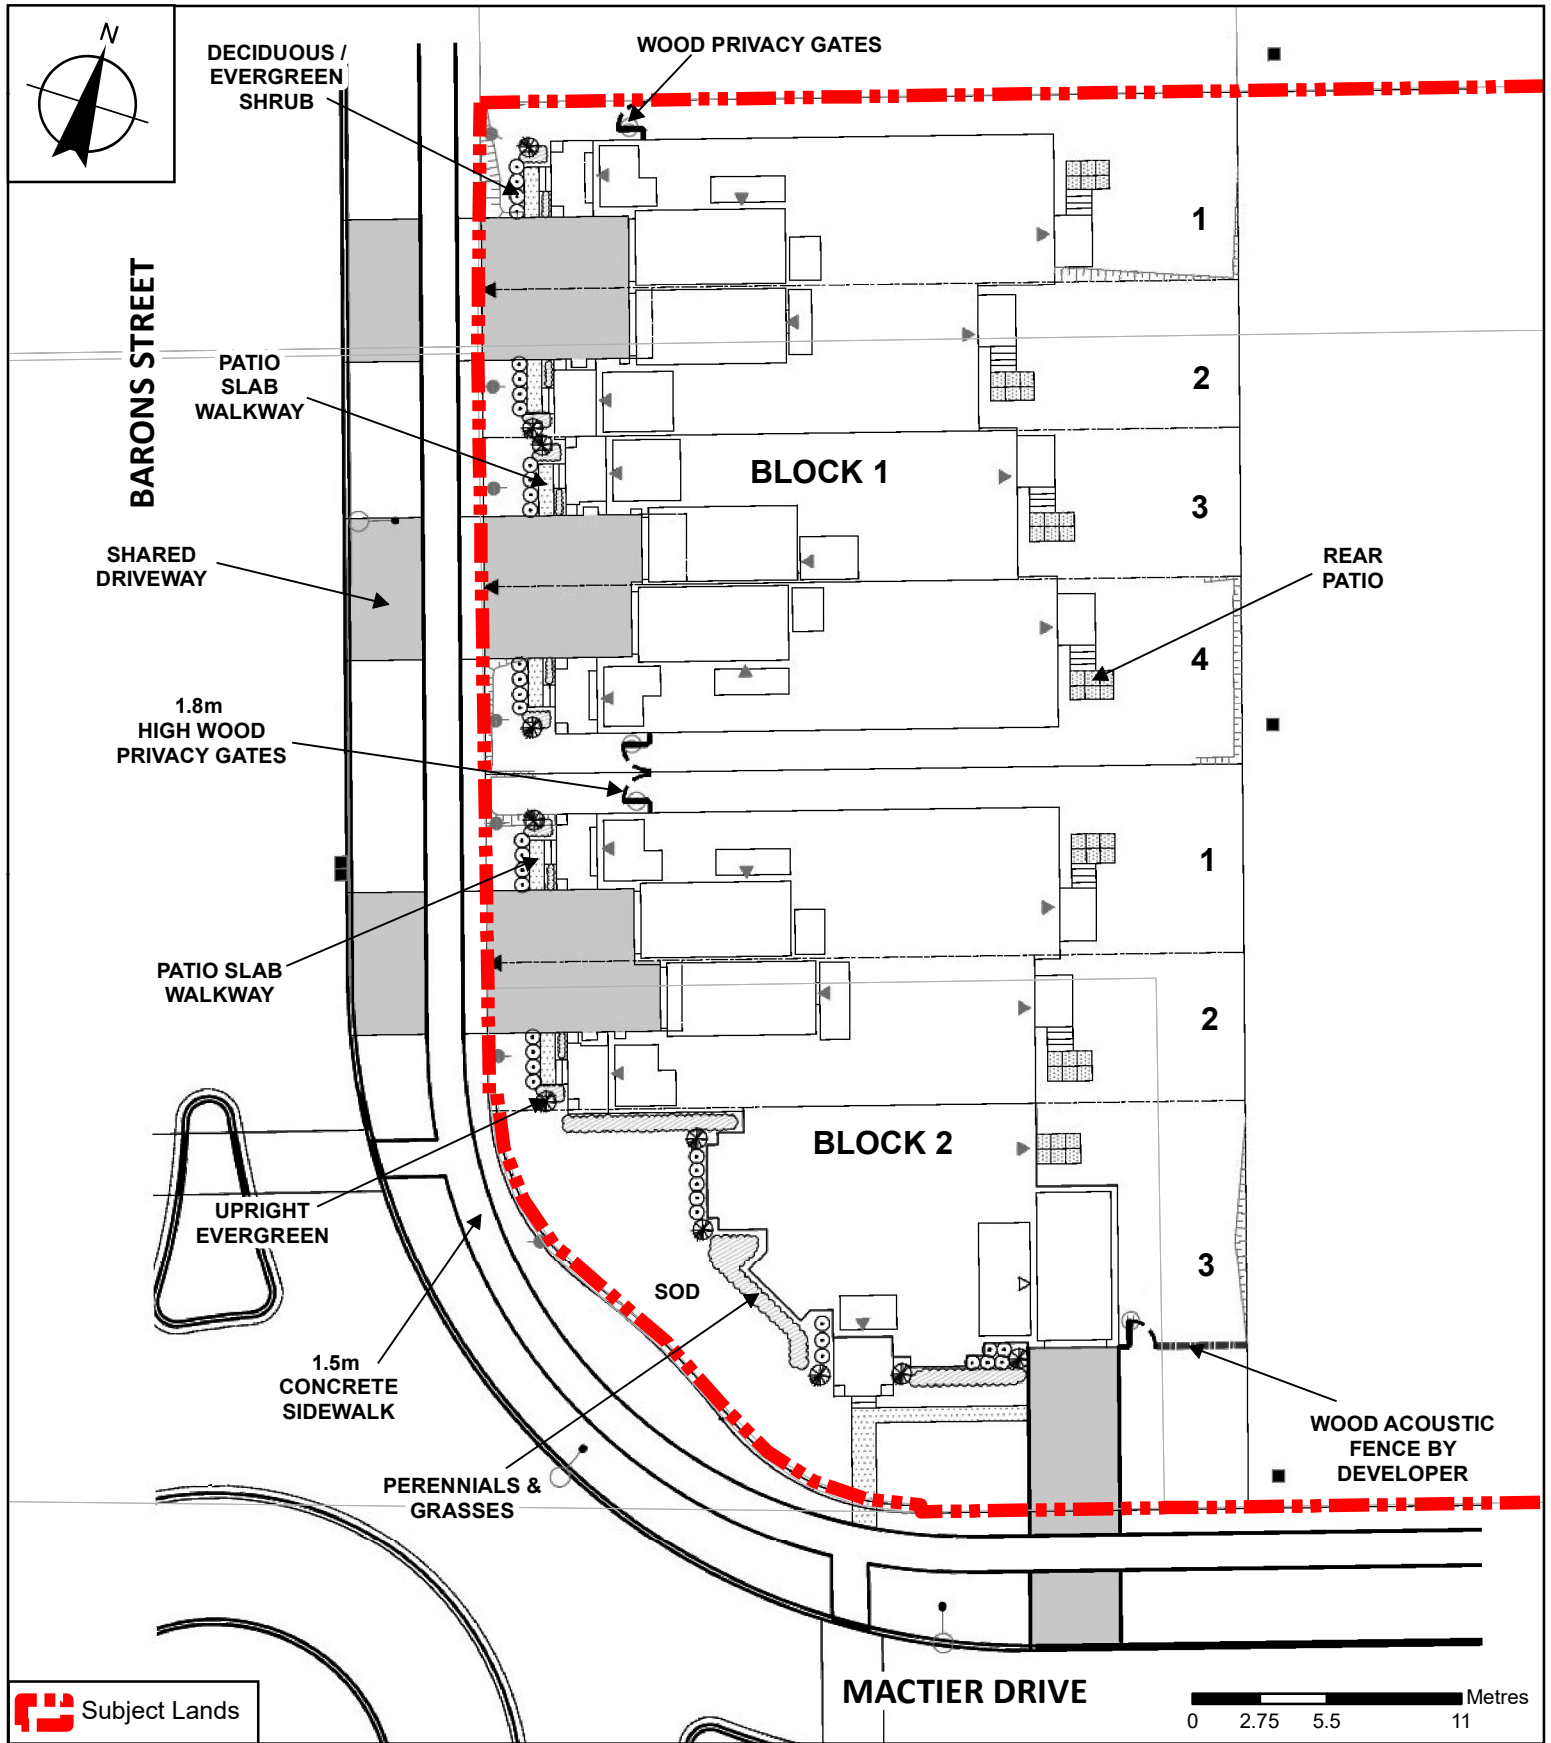 N
DECIDUOUS /
EVERGREEN
SHRUB
WOOD PRIVACY GATES
BARONS STREET
1
PATIO
SLAB
WALKWAY
2
BLOCK 1
3
SHARED
DRIVEWAY
REAR
PATIO
4
1.8m
HIGH WOOD
PRIVACY GATES
1
PATIO SLAB
WALKWAY
2
BLOCK 2
UPRIGHT
EVERGREEN
3
SOD
1.5m
CONCRETE
SIDEWALK
WOOD ACOUSTIC
FENCE BY
DEVELOPER
PERENNIALS &
GRASSES
MACTIER DRIVE
Subject Lands
Metres
0 2.75 5.5 11